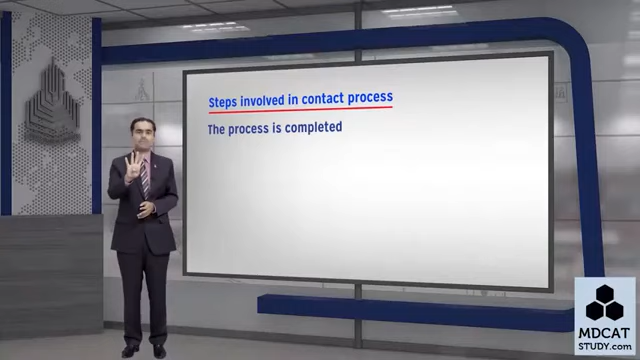 Steps involved in contact process
The process is completed
MDCAT
STUDY.com